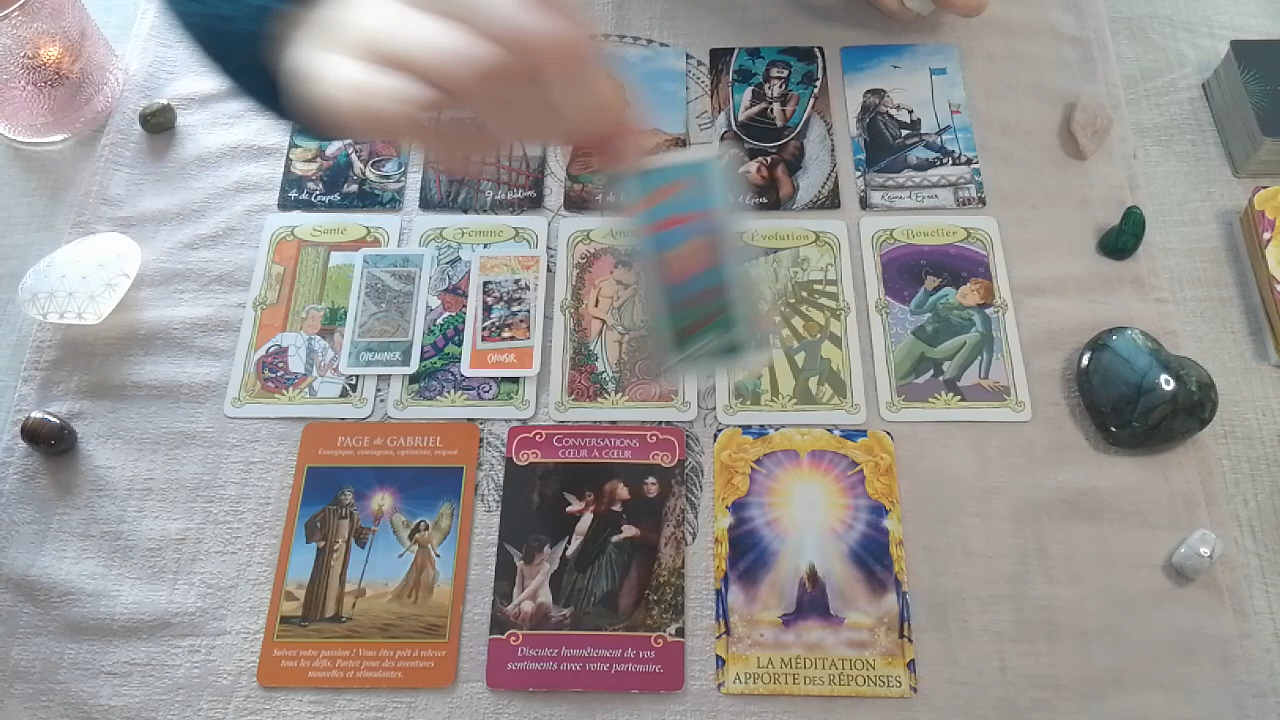 4 de Coupes
9 de Bâtons
4 de
Reine d'Epées
Santé
Femme
Évolution
Bouclier
CHEMINER
CHOISIR
PAGE de GABRIEL
Énergique, courageux, optimiste, enjoué
Suivez votre passion ! Vous êtes prêt à relever
tous les défis. Partez pour des aventures
nouvelles et stimulantes.
CONVERSATIONS
CŒUR À CŒUR
Discutez honnêtement de vos
sentiments avec votre partenaire.
LA MÉDITATION
APPORTE DES RÉPONSES